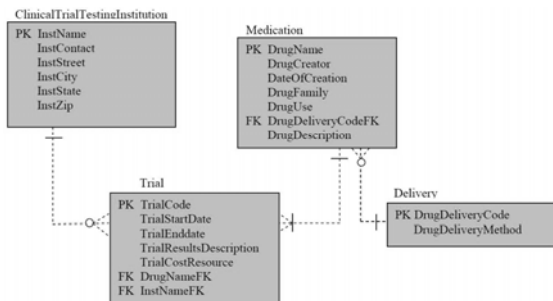 ClinicalTrialTestingInstitution
PK InstName
InstContact
InstStreet
InstCity
InstState
InstZip
Medication
PK DrugName
DrugCreator
DateOfCreation
DrugFamily
DrugUse
FK DrugDeliveryCodeFK
DrugDescription
Trial
PK TrialCode
TrialStartDate
TrialEnddate
TrialResultsDescription
TrialCostResource
FK DrugNameFK
FK InstNameFK
Delivery
PK DrugDeliveryCode
DrugDeliveryMethod